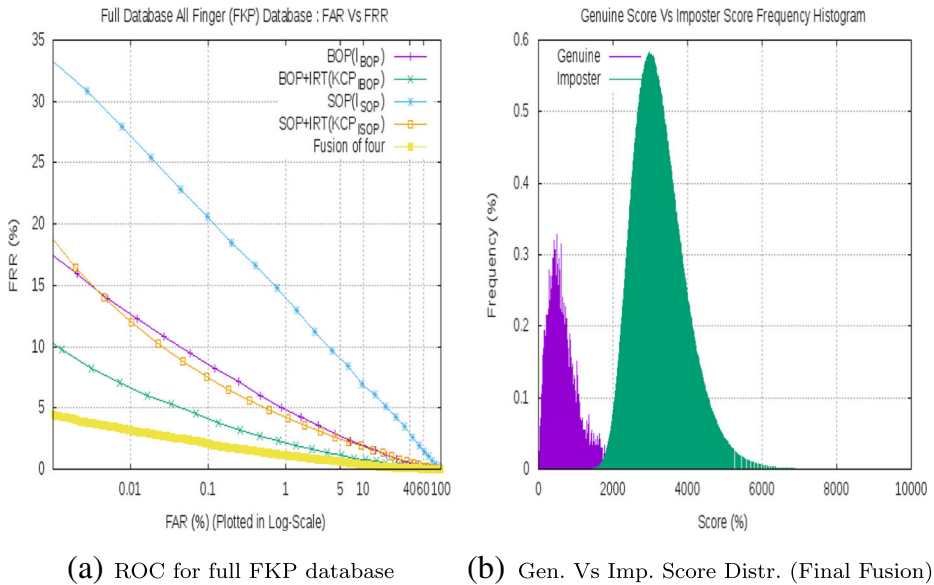 Full Database All Finger (FKP) Database : FAR Vs FRR
35
30
25
20
15
10
5
0
FRR (%)
BOP(I_BOP)
BOP+IRT(KCP_IBOP)
SOP(I_SOP)
SOP+IRT(KCP_ISOP)
Fusion of four
0.01 0.1 1 5 10 20 40 60 100
FAR (%) (Plotted in Log-Scale)
(a) ROC for full FKP database
Genuine Score Vs Imposter Score Frequency Histogram
0.6
0.5
0.4
0.3
0.2
0.1
0
Frequency (%)
Genuine
Imposter
0 2000 4000 6000 8000 10000
Score (%)
(b) Gen. Vs Imp. Score Distr. (Final Fusion)